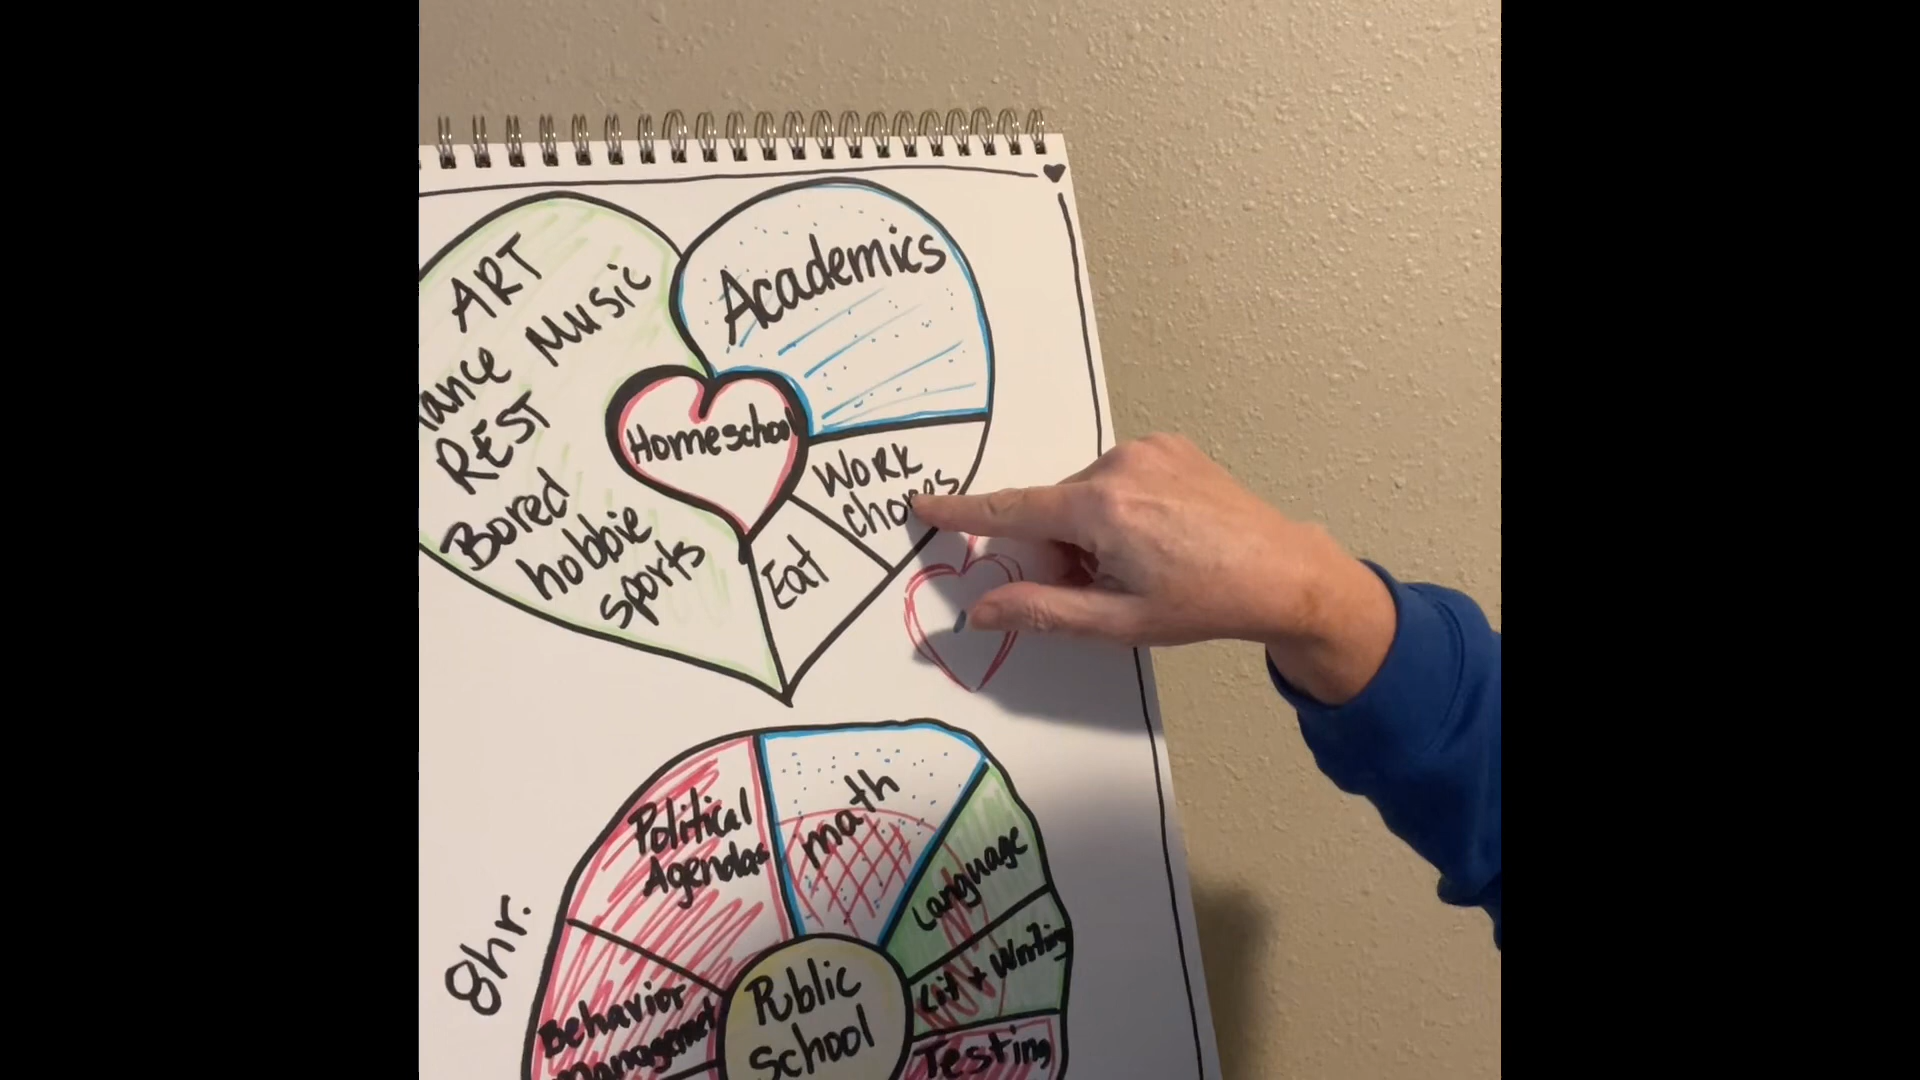 ART
Music
REST
Bored
hobbie
sports
Homeschool
Academics
Work
chores
Eat
8hr.
Political
Agendas
math
Language
Lit + Writing
Testing
Behavior
Management
Public
School